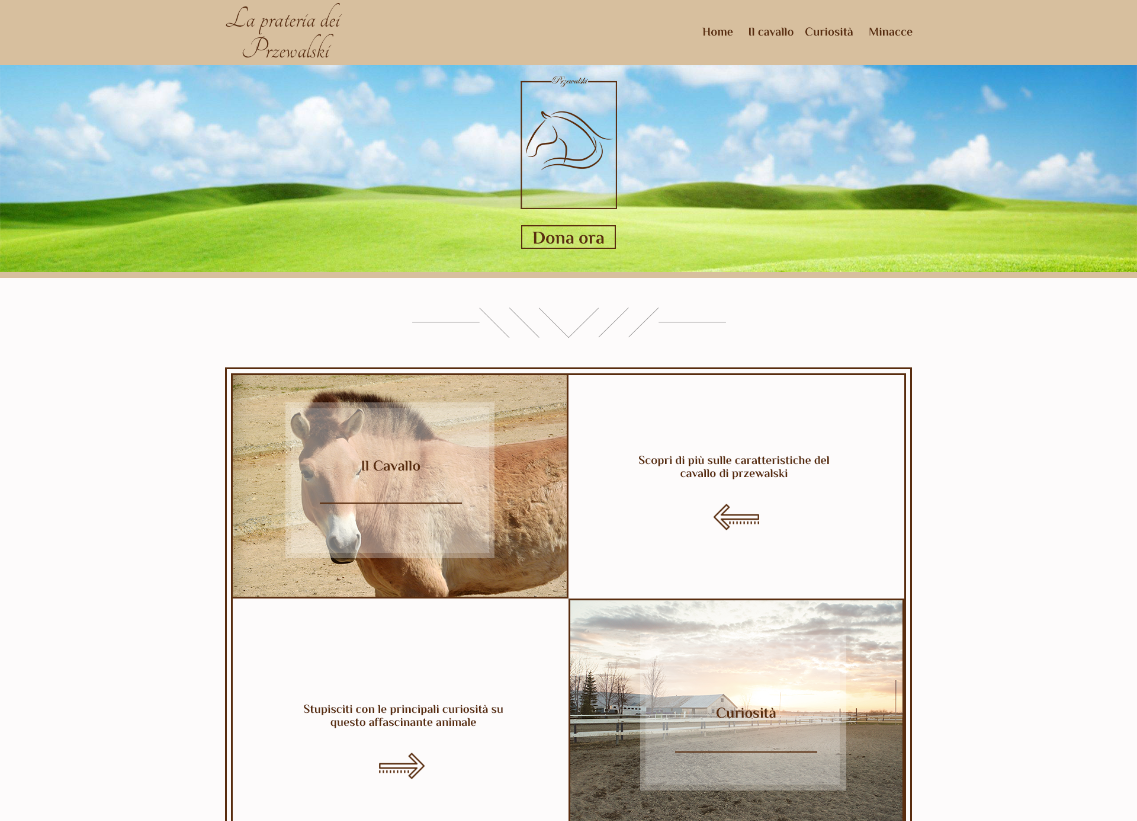 La prateria dei
Przewalski
Home Il cavallo Curiosità Minacce
Przewalski
Dona ora
Il Cavallo
Scopri di più sulle caratteristiche del
cavallo di przewalski
Stupisciti con le principali curiosità su
questo affascinante animale
Curiosità